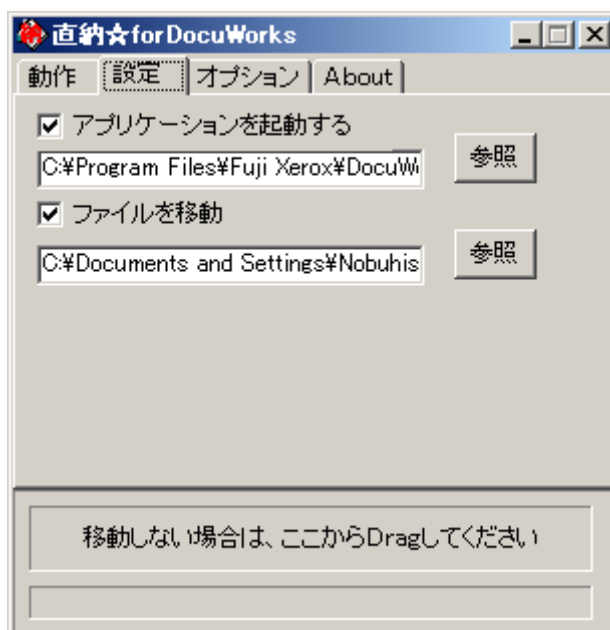 直納☆forDocuWorks
動作 設定 オプション About
アプリケーションを起動する
C:¥Program Files¥Fuji Xerox¥DocuW
参照
ファイルを移動
C:¥Documents and Settings¥Nobuhis
参照
移動しない場合は、ここからDragしてください